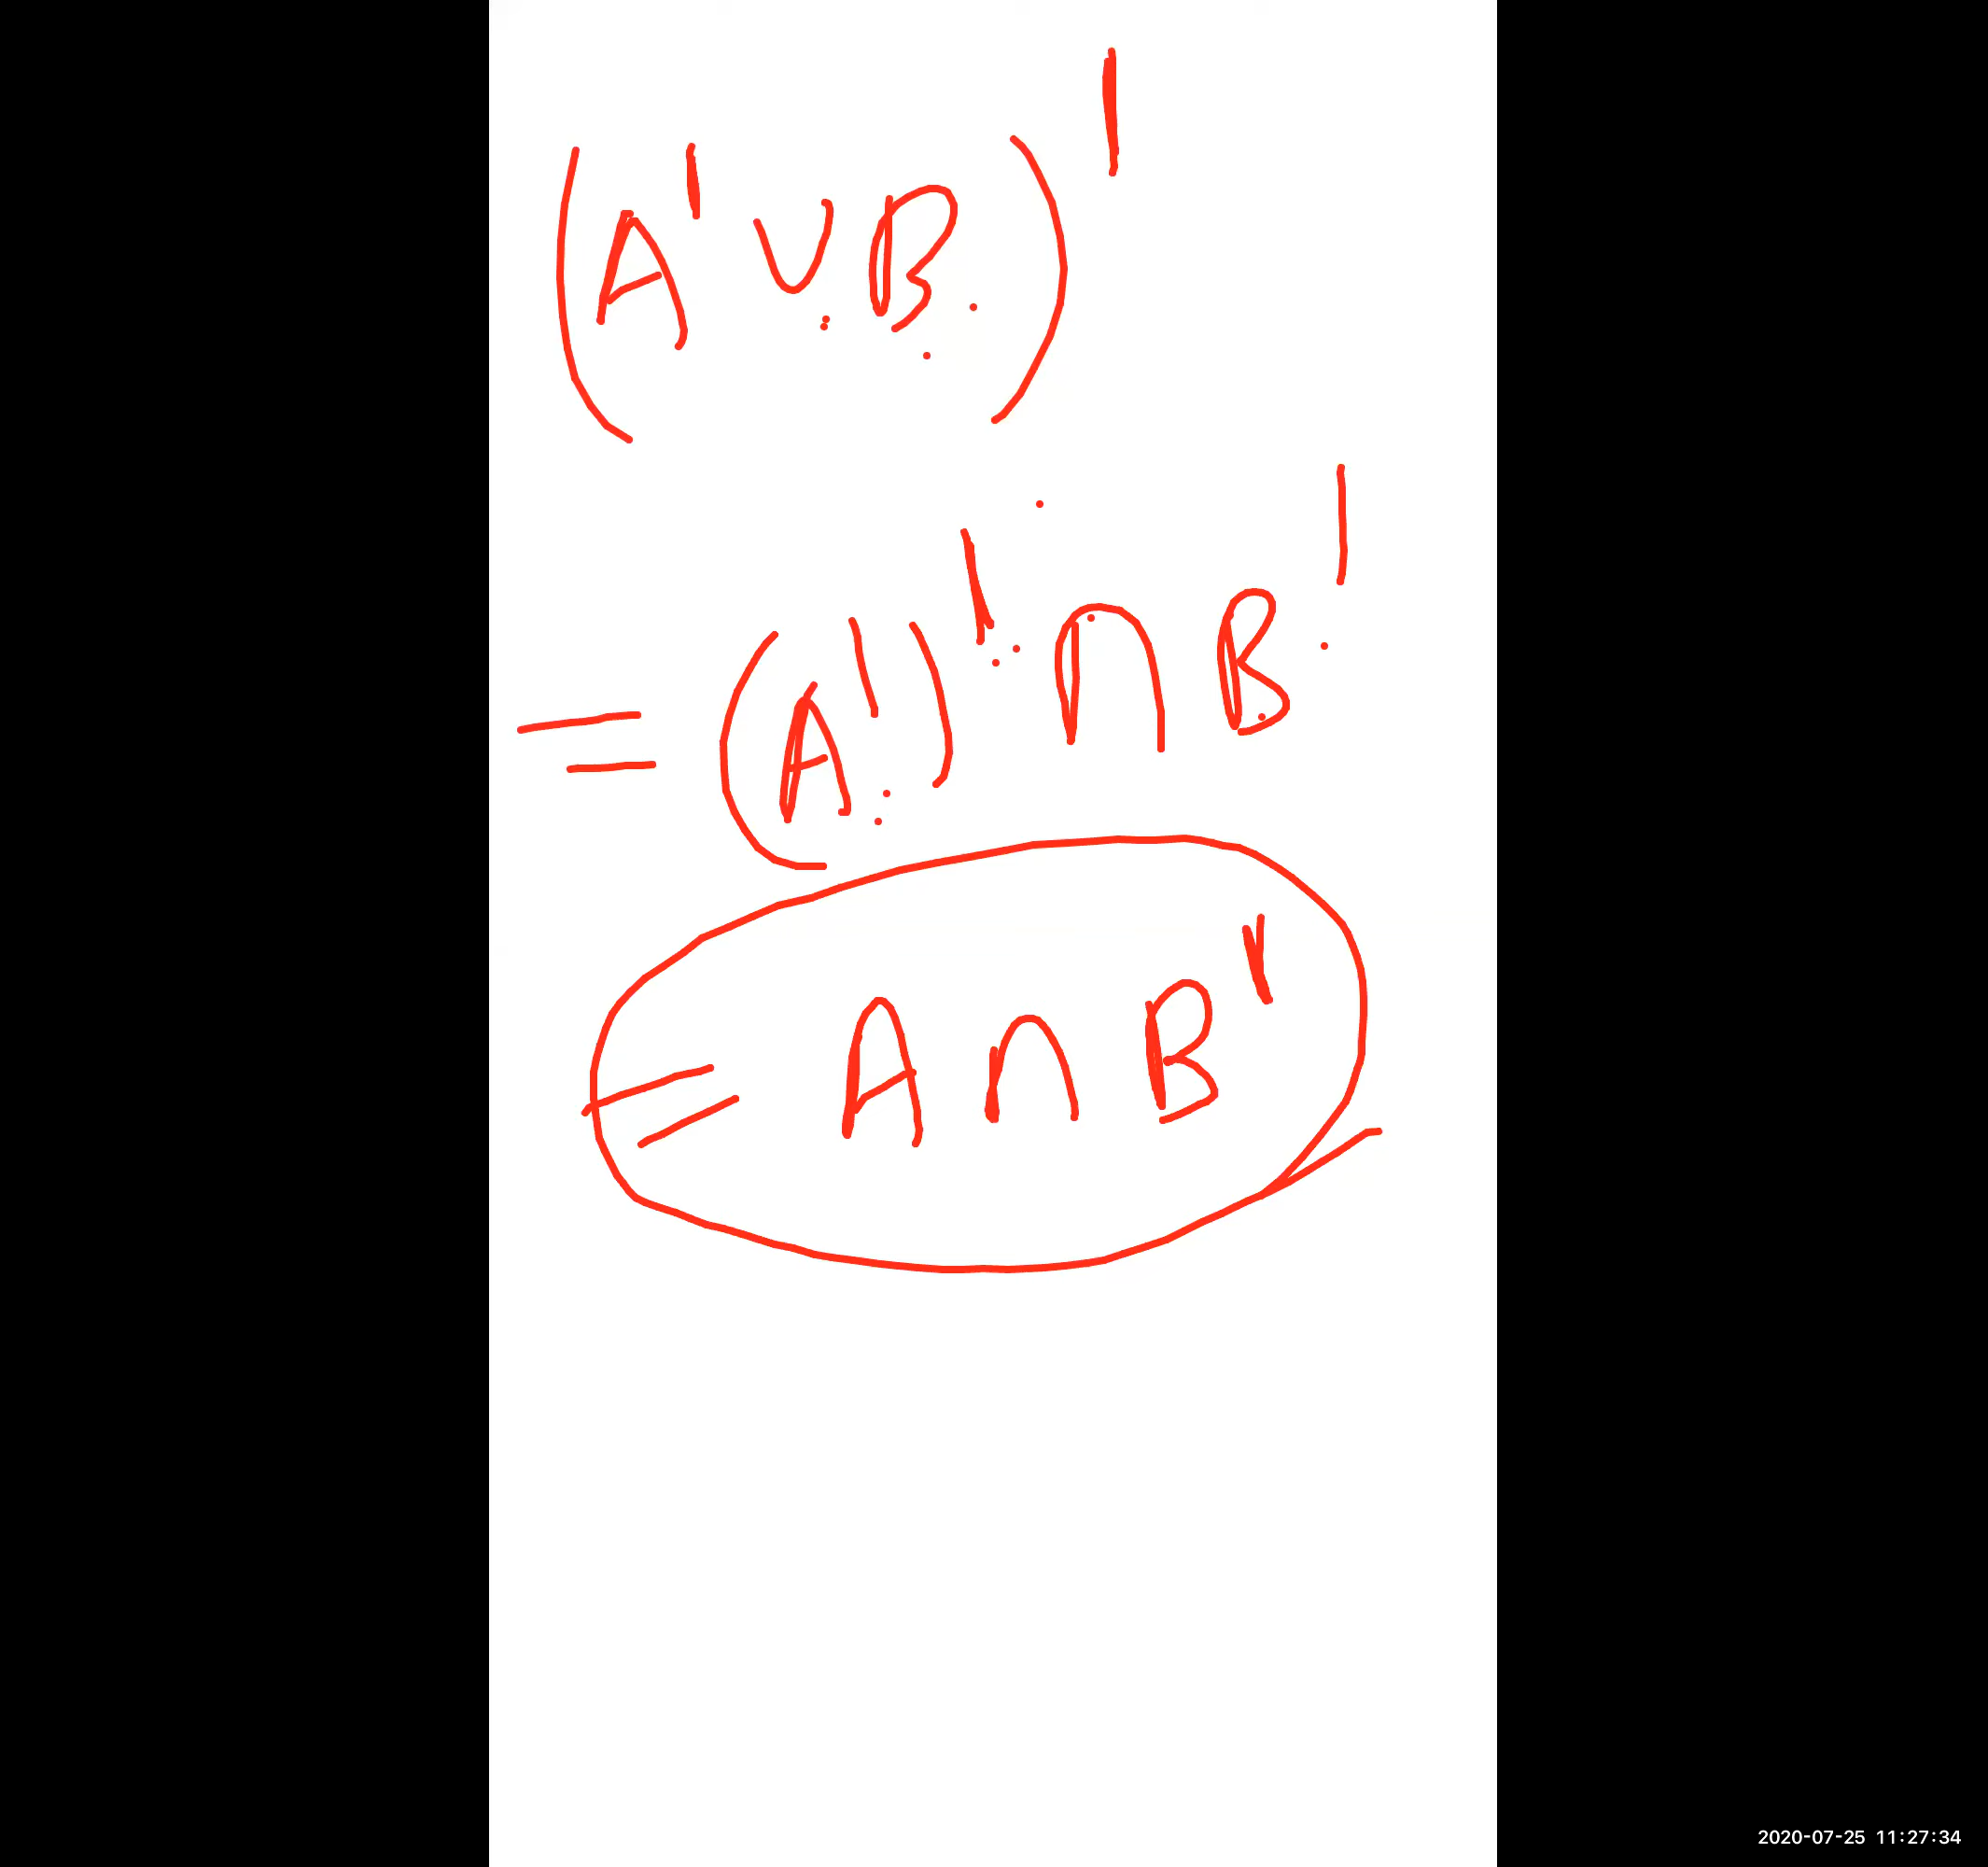 (A' ∪ B)'
= (A')' ∩ B'
= A ∩ B'
2020-07-25 11:27:34